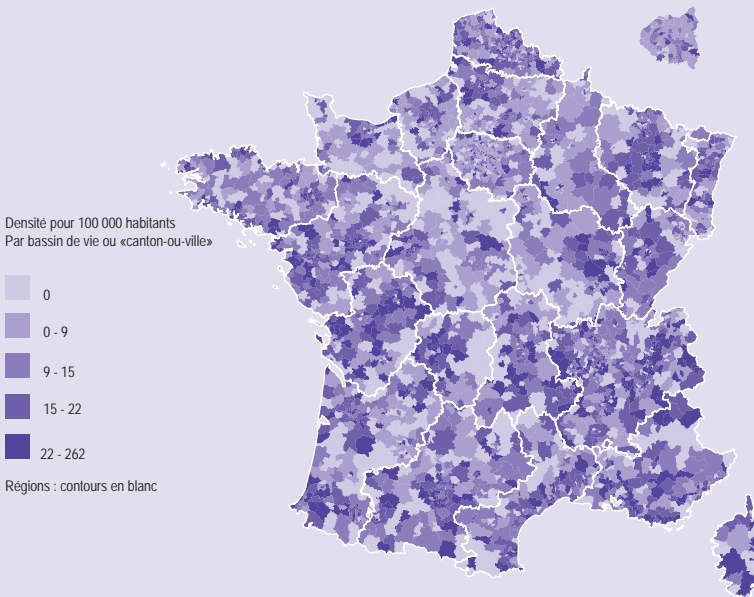 Densité pour 100 000 habitants
Par bassin de vie ou «canton-ou-ville»
0
0 - 9
9 - 15
15 - 22
22 - 262
Régions : contours en blanc